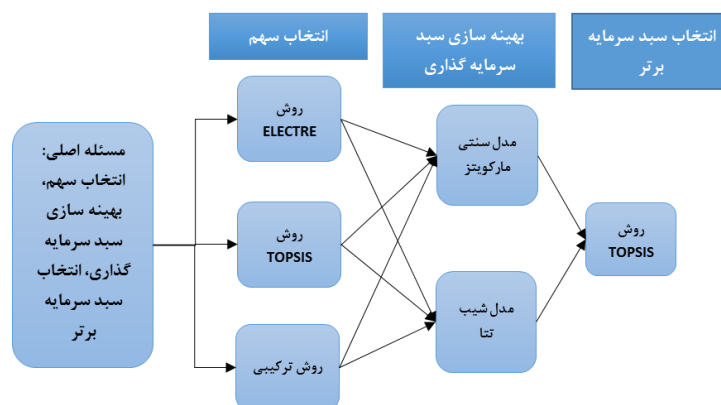 انتخاب سهم
بهینه سازی سبد
سرمایه گذاری
انتخاب سبد سرمایه
برتر
مسئله اصلی:
انتخاب سهم،
بهینه سازی
سبد
سرمایه
گذاری، انتخاب
سبد سرمایه
برتر
روش
ELECTRE
روش
TOPSIS
روش ترکیبی
مدل سنتی
مارکویتز
مدل شیب
تتا
روش
TOPSIS